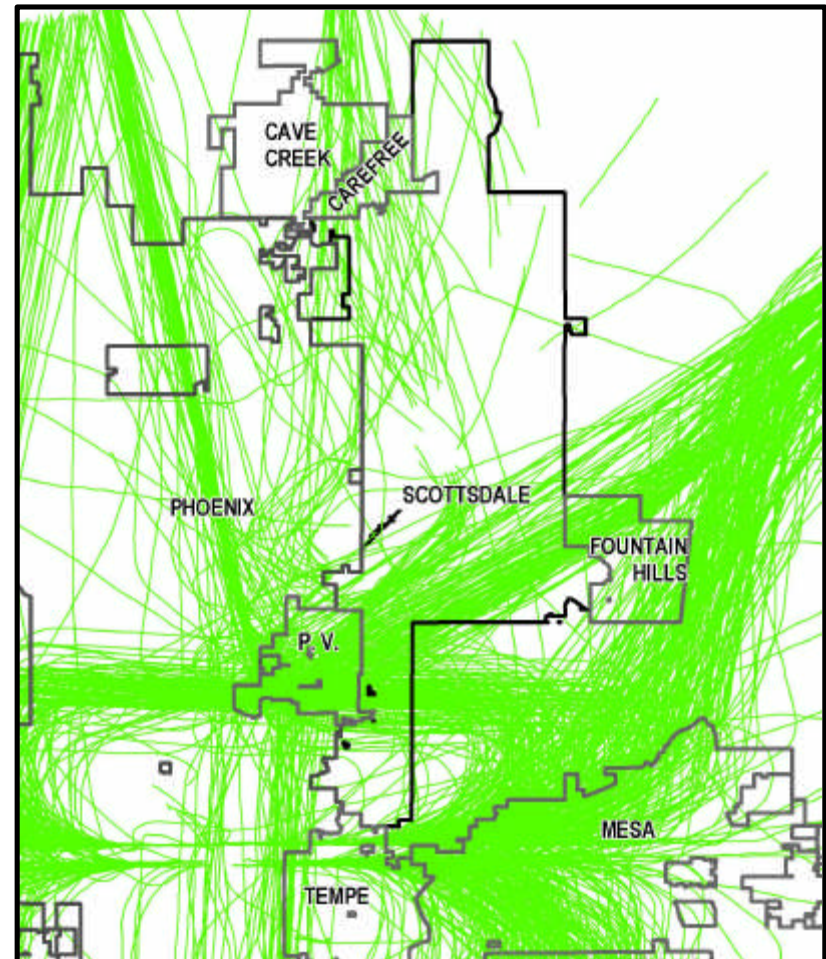 CAVE
CREEK
CAREFREE
PHOENIX
SCOTTSDALE
FOUNTAIN
HILLS
P. V.
MESA
TEMPE